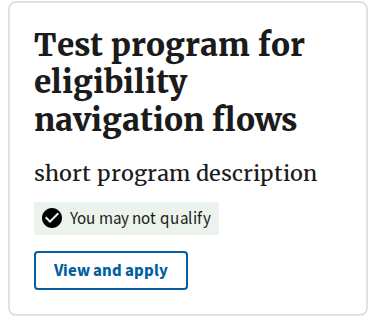 Test program for
eligibility
navigation flows
short program description
You may not qualify
View and apply